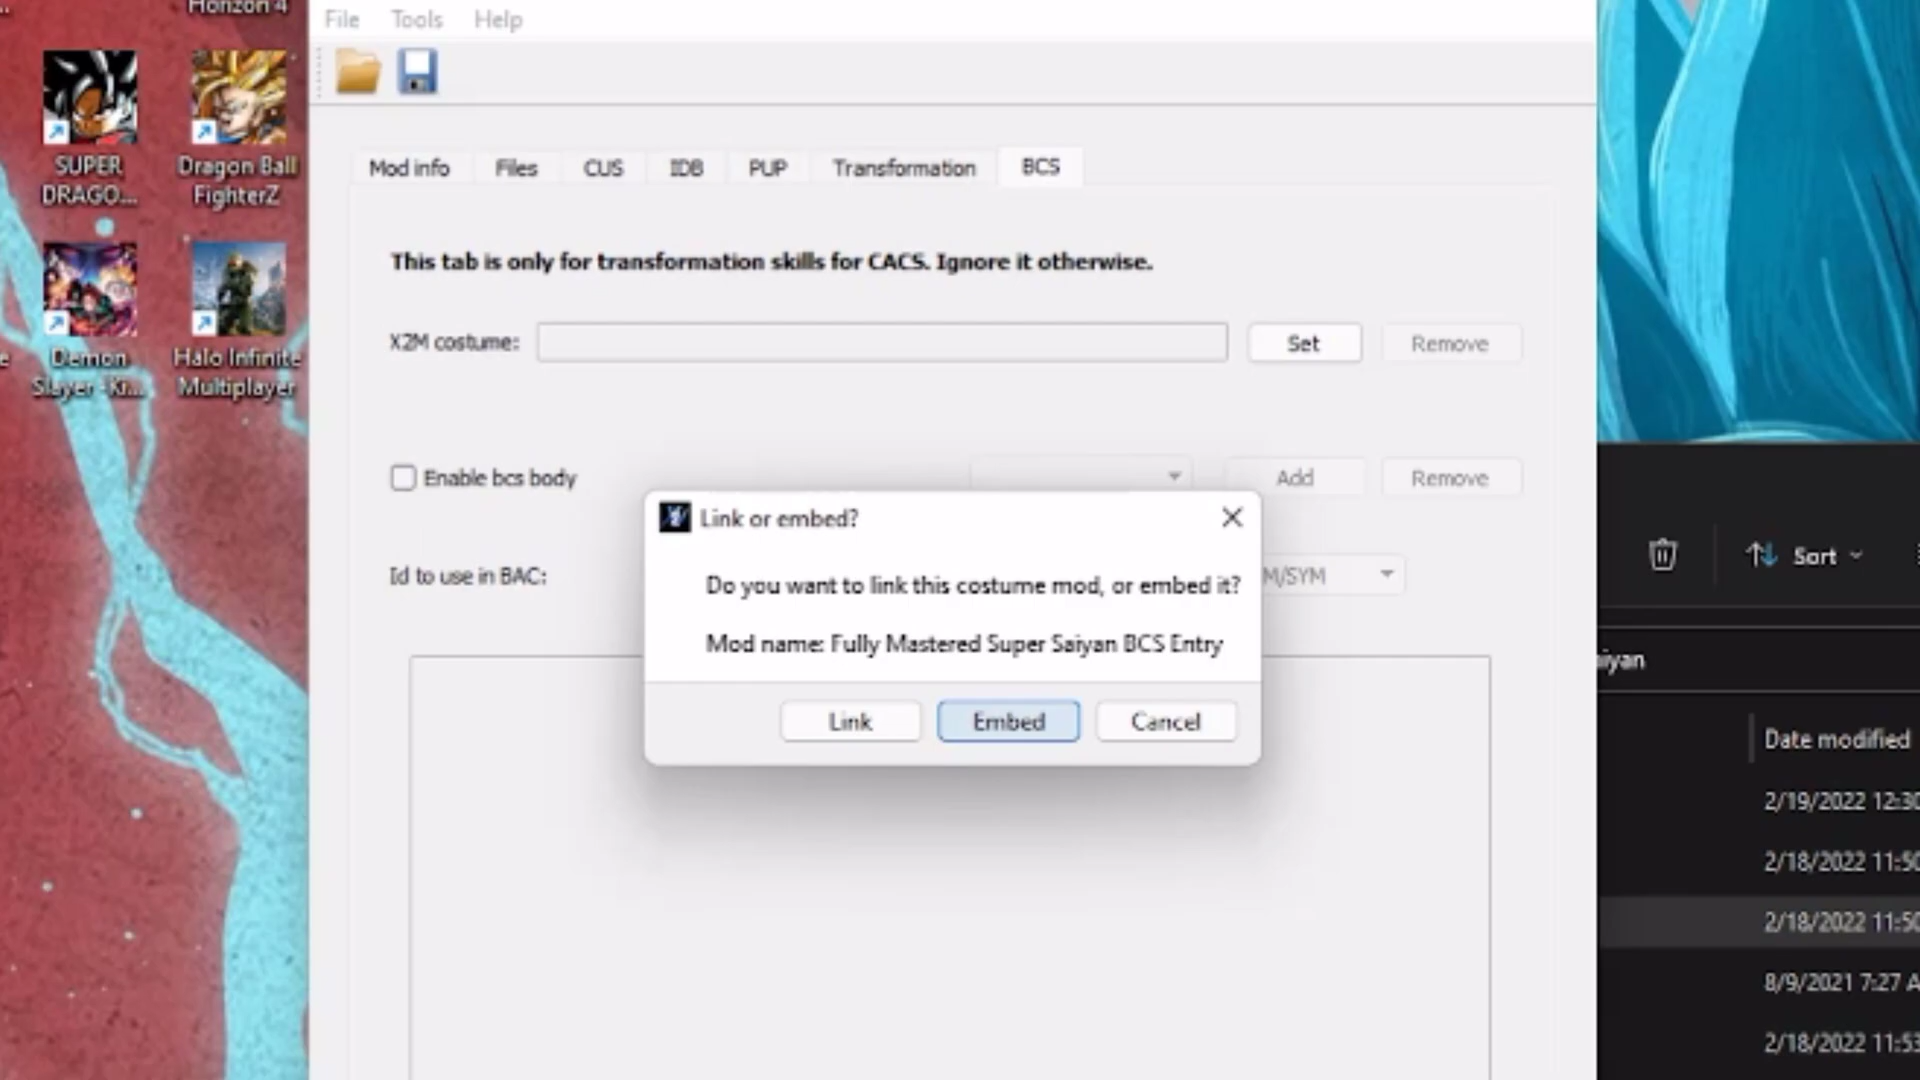 Horizon 4
SUPER
DRAGO...
Dragon Ball
FighterZ
Demon
Slayer -Ki...
Halo Infinite
Multiplayer
File Tools Help
Mod info Files CUS IDB PUP Transformation BCS
This tab is only for transformation skills for CACS. Ignore it otherwise.
X2M costume: Set Remove
Enable bcs body Add Remove
Id to use in BAC: M/SYM
Link or embed?
Do you want to link this costume mod, or embed it?
Mod name: Fully Mastered Super Saiyan BCS Entry
Link Embed Cancel
Sort
aiyan
Date modified
2/19/2022 12:30
2/18/2022 11:50
2/18/2022 11:50
8/9/2021 7:27 A
2/18/2022 11:53